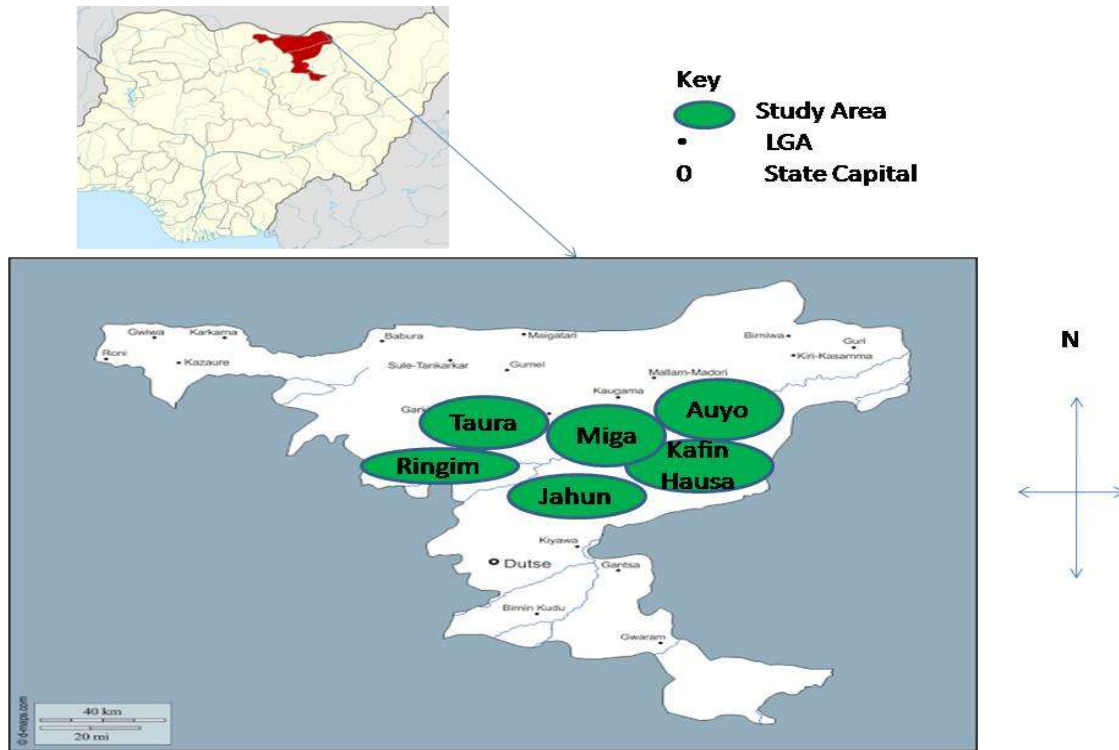 Key
Study Area
• LGA
0 State Capital
N
Gwiwa
Karkarna
Roni
Kazaure
Babura
Maigatari
Birniwa
Guri
Kiri-Kasamma
Sule-Tankarkar
Gumel
Mallam-Madori
Kaugama
Auyo
Taura
Miga
Kafin
Hausa
Ringim
Jahun
Kiyawa
Dutse
Gantsa
Birnin Kudu
Gwaram
40 km
20 mi
© d-maps.com